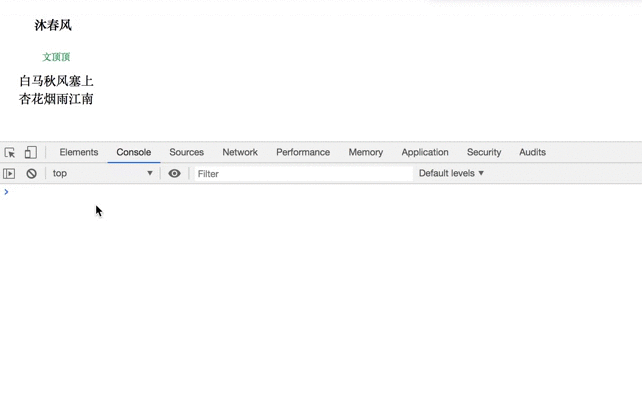 沐春风
文顶顶
白马秋风塞上
杏花烟雨江南
Elements Console Sources Network Performance Memory Application Security Audits
top Filter Default levels